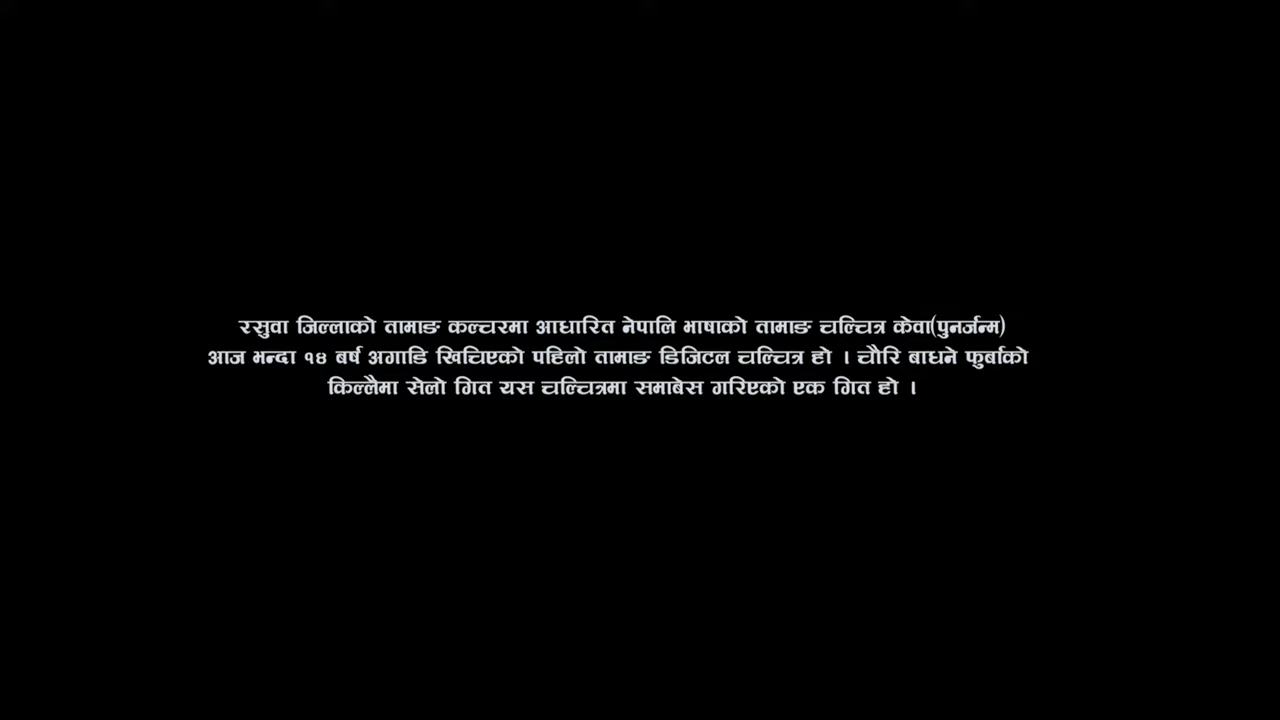 रसुवा जिल्लाको तामाङ कल्चरमा आधारित नेपालि भाषाको तामाङ चल्चित्र केवा(पुनर्जन्म)
आज भन्दा १४ बर्ष अगाडि खिचिएको पहिलो तामाङ डिजिटल चल्चित्र हो । चौरि बाधने फुर्बाको
किल्लैमा सेलो गित यस चल्चित्रमा समाबेस गरिएको एक गित हो ।